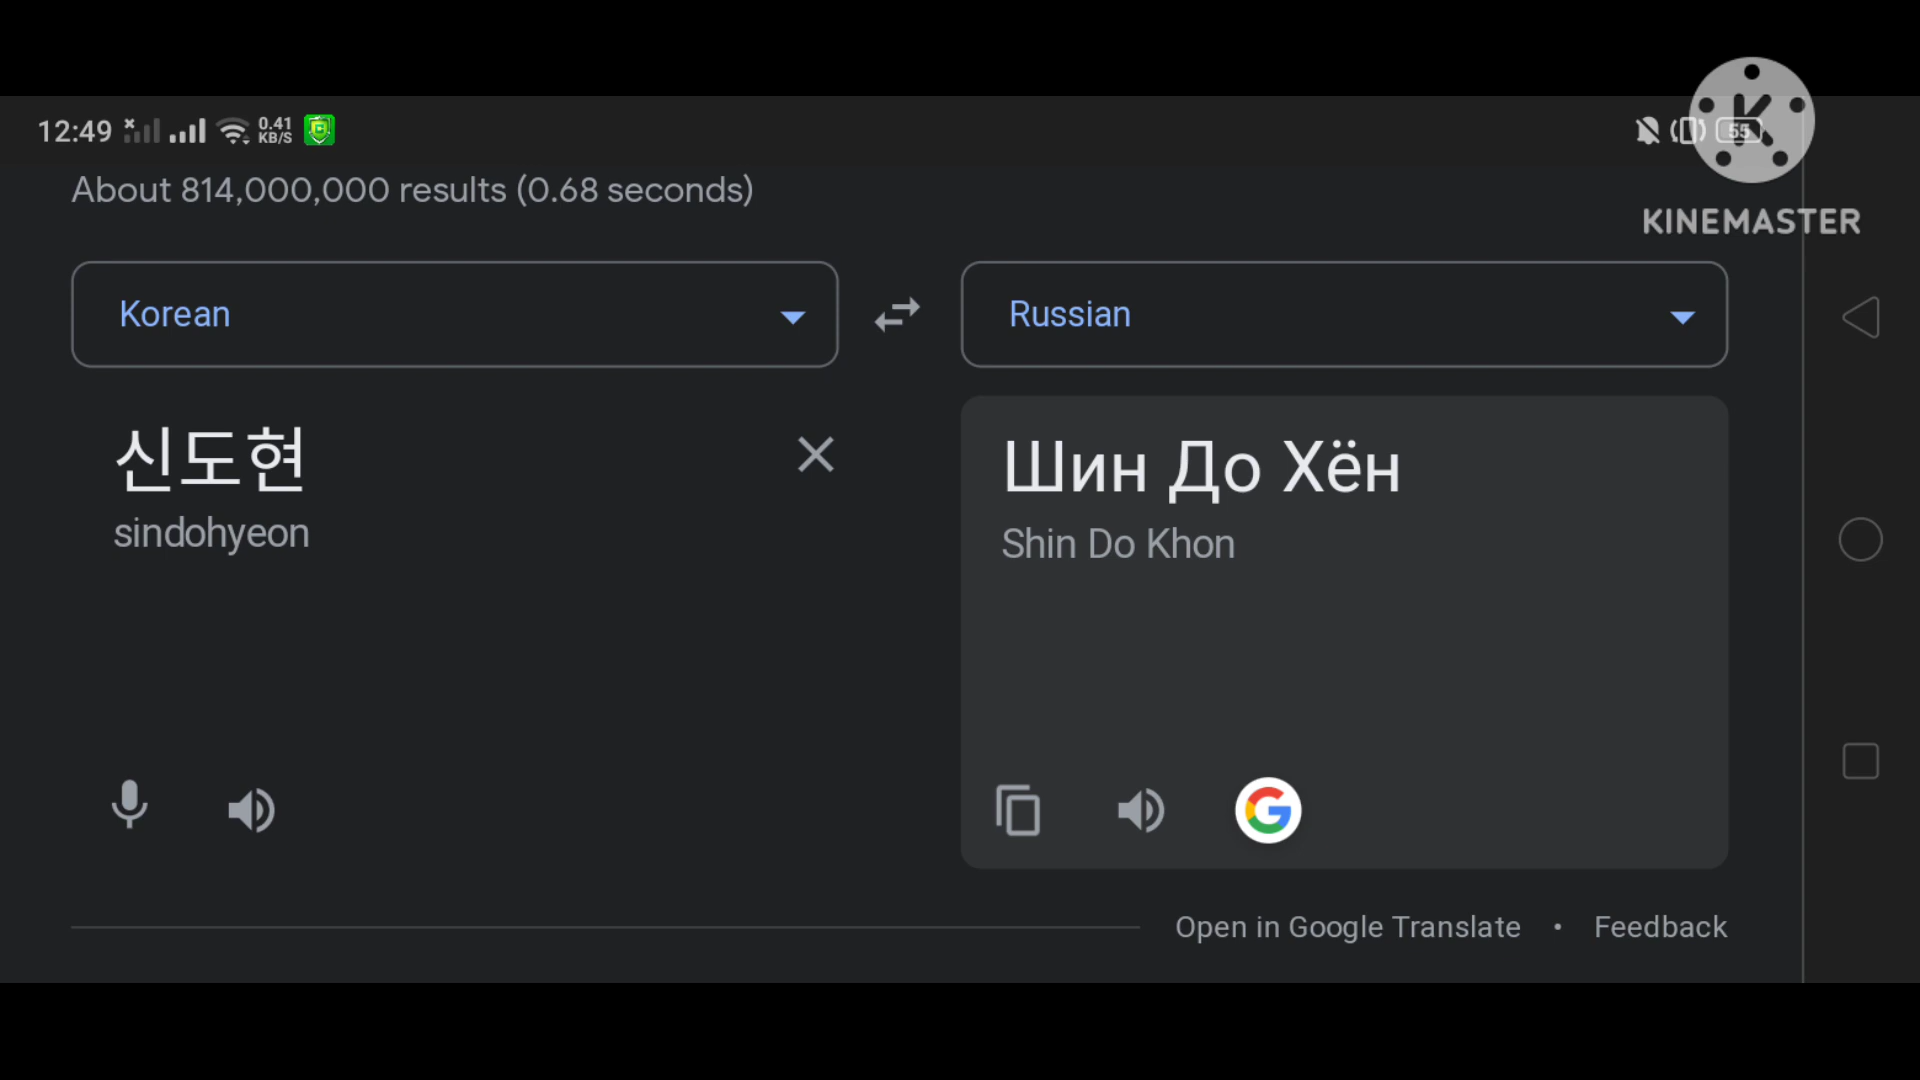 12:49 0.41 KB/S 55
KINEMASTER
About 814,000,000 results (0.68 seconds)
Korean
Russian
신도현
sindohyeon
Шин До Хён
Shin Do Khon
Open in Google Translate • Feedback